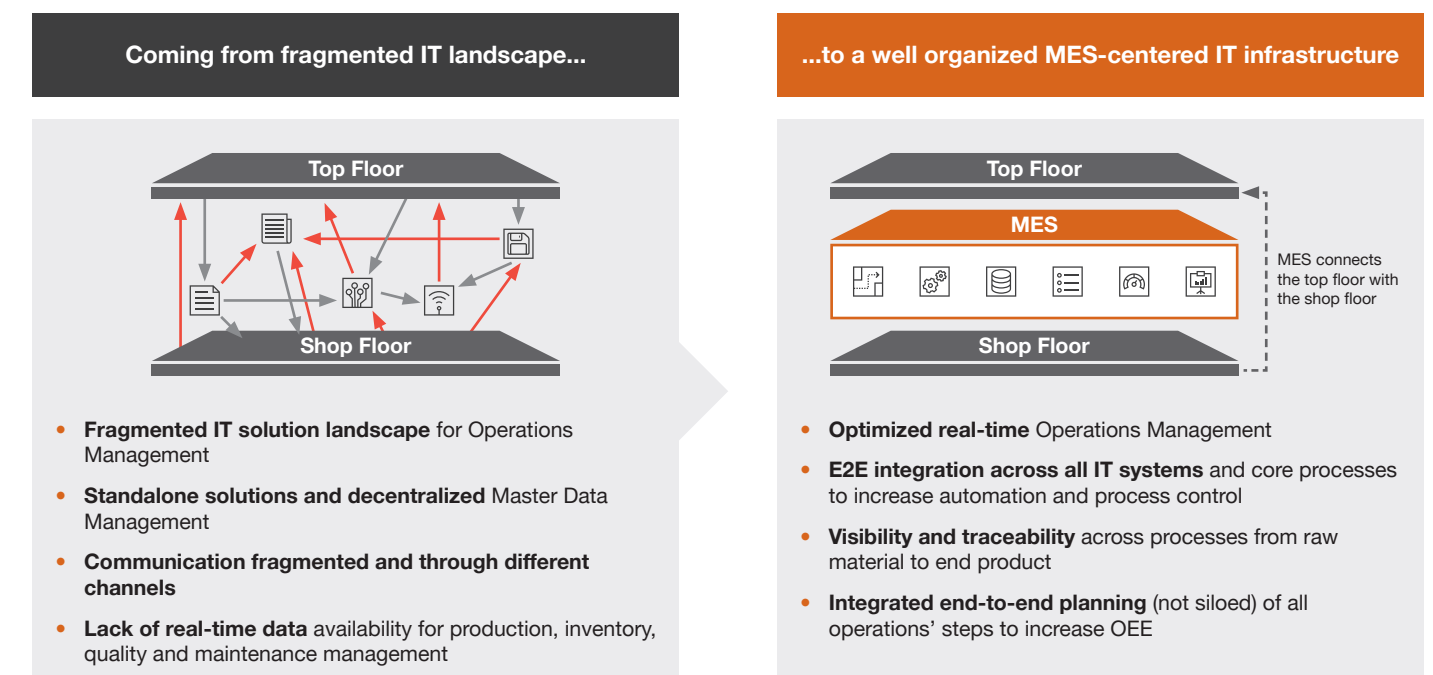 Coming from fragmented IT landscape...
Top Floor
Shop Floor
• Fragmented IT solution landscape for Operations
Management
• Standalone solutions and decentralized Master Data
Management
• Communication fragmented and through different
channels
• Lack of real-time data availability for production, inventory,
quality and maintenance management
...to a well organized MES-centered IT infrastructure
Top Floor
MES
MES connects
the top floor with
the shop floor
Shop Floor
• Optimized real-time Operations Management
• E2E integration across all IT systems and core processes
to increase automation and process control
• Visibility and traceability across processes from raw
material to end product
• Integrated end-to-end planning (not siloed) of all
operations’ steps to increase OEE